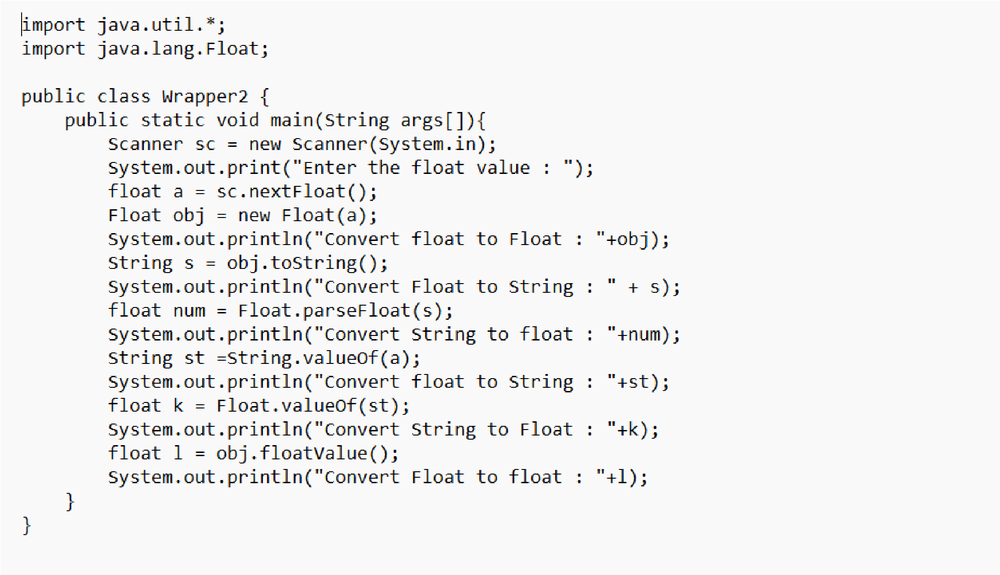 import java.util.*;
import java.lang.Float;

public class Wrapper2 {
    public static void main(String args[]){
        Scanner sc = new Scanner(System.in);
        System.out.print("Enter the float value : ");
        float a = sc.nextFloat();
        Float obj = new Float(a);
        System.out.println("Convert float to Float : "+obj);
        String s = obj.toString();
        System.out.println("Convert Float to String : " + s);
        float num = Float.parseFloat(s);
        System.out.println("Convert String to float : "+num);
        String st =String.valueOf(a);
        System.out.println("Convert float to String : "+st);
        float k = Float.valueOf(st);
        System.out.println("Convert String to Float : "+k);
        float l = obj.floatValue();
        System.out.println("Convert Float to float : "+l);
    }
}